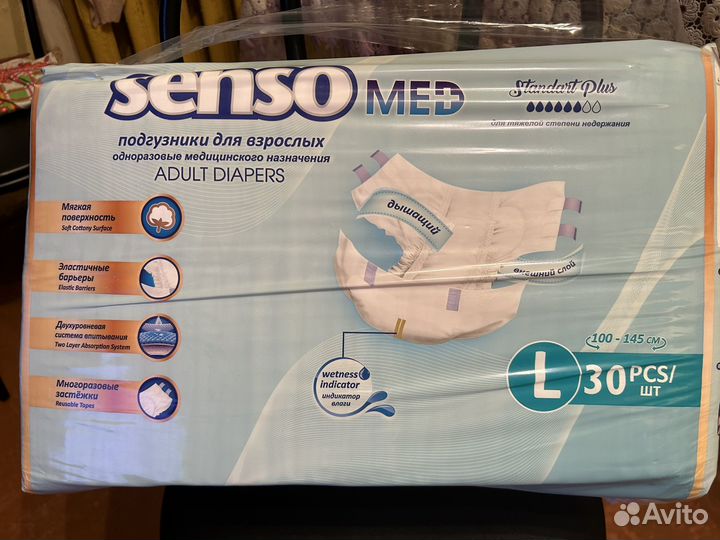 senso MED
Standart Plus
для тяжелой степени недержания
подгузники для взрослых
одноразовые медицинского назначения
ADULT DIAPERS
Мягкая
поверхность
Soft Cottony Surface
Эластичные
барьеры
Elastic Barriers
Двухуровневая
система впитывания
Two Layer Absorption System
Многоразовые
застёжки
Reusable Tapes
дышащий
внешний слой
wetness
indicator
индикатор
влаги
100 - 145 см
L
30 PCS/
шт
Avito